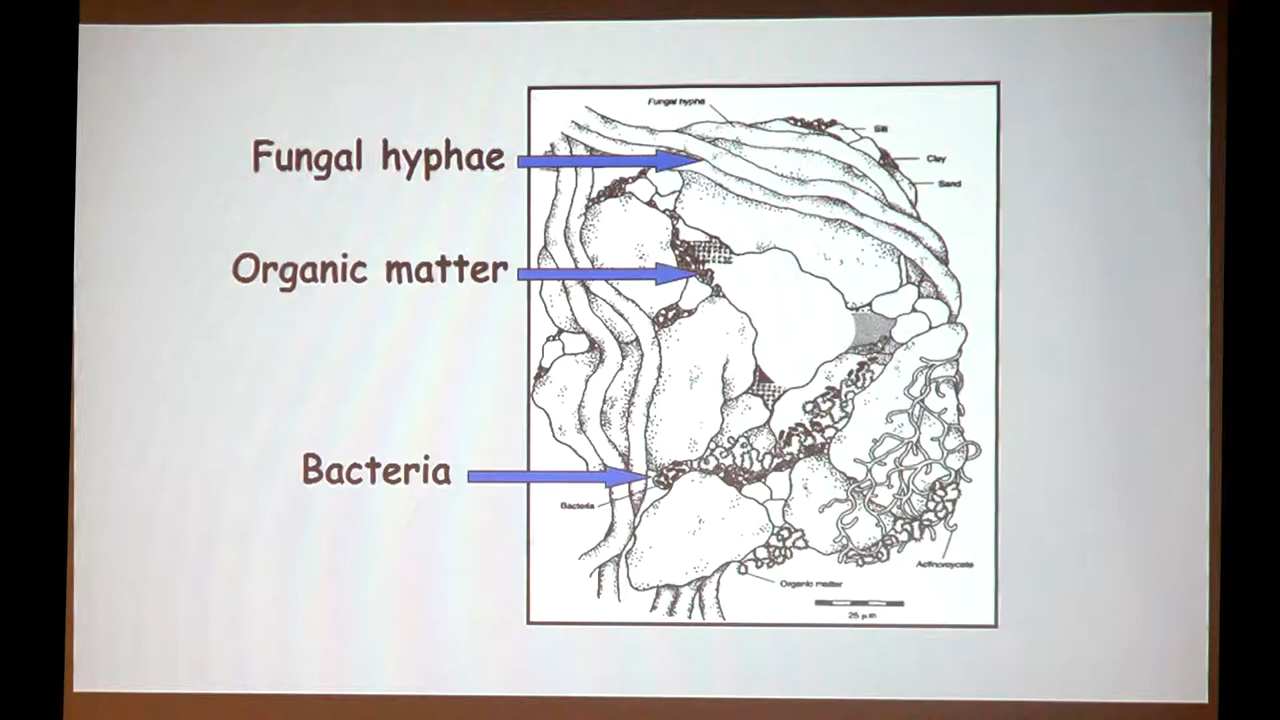 Fungal hypha
Silt
Fungal hyphae
Clay
Sand
Organic matter
Bacteria
Bacteria
Actinomycete
Organic matter
25 μm